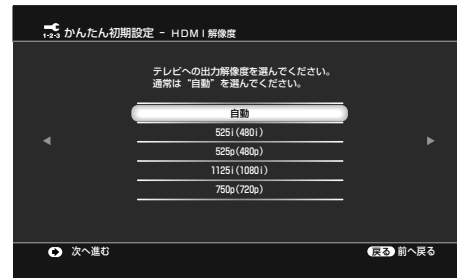 1-2-3 かんたん初期設定 - HDMI解像度
テレビへの出力解像度を選んでください。
通常は“自動”を選んでください。
自動
525i(480i)
525p(480p)
1125i(1080i)
750p(720p)
次へ進む
戻る 前へ戻る